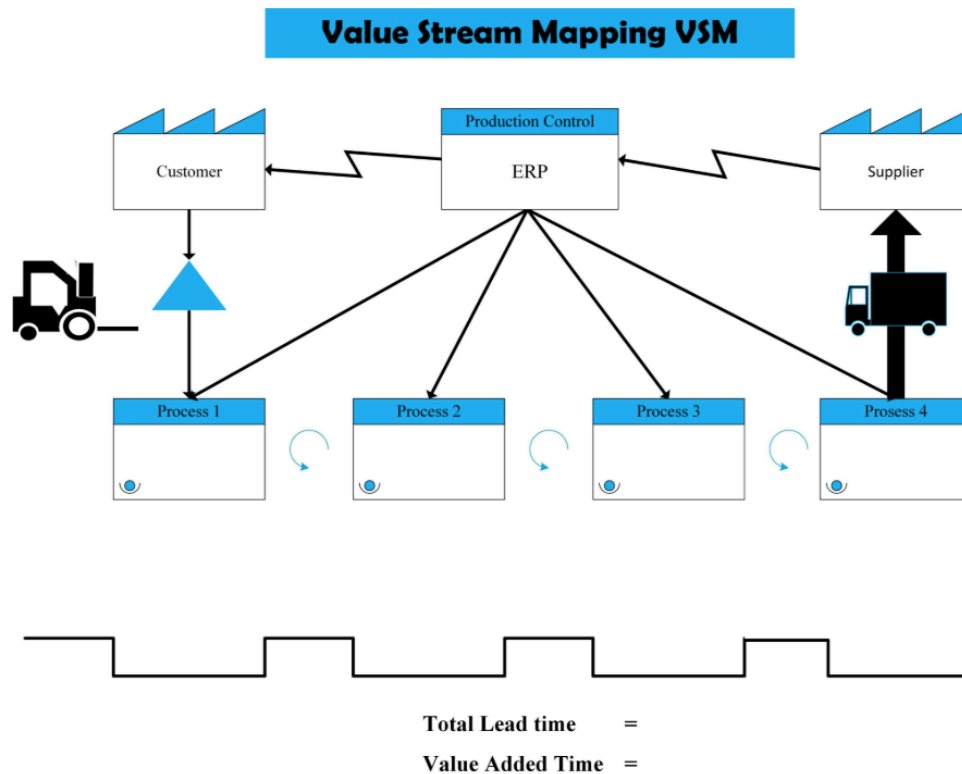 Value Stream Mapping VSM
Production Control
Customer
ERP
Supplier
Process 1
Process 2
Process 3
Prosess 4
Total Lead time =
Value Added Time =